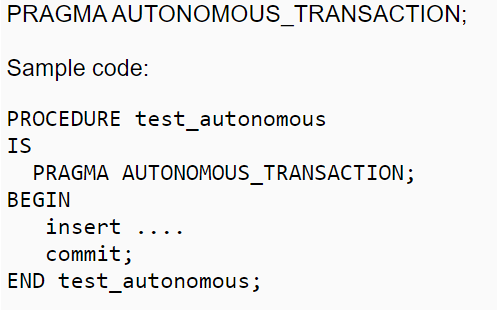 PRAGMA AUTONOMOUS_TRANSACTION;
Sample code:
PROCEDURE test_autonomous
IS
  PRAGMA AUTONOMOUS_TRANSACTION;
BEGIN
   insert ....
   commit;
END test_autonomous;